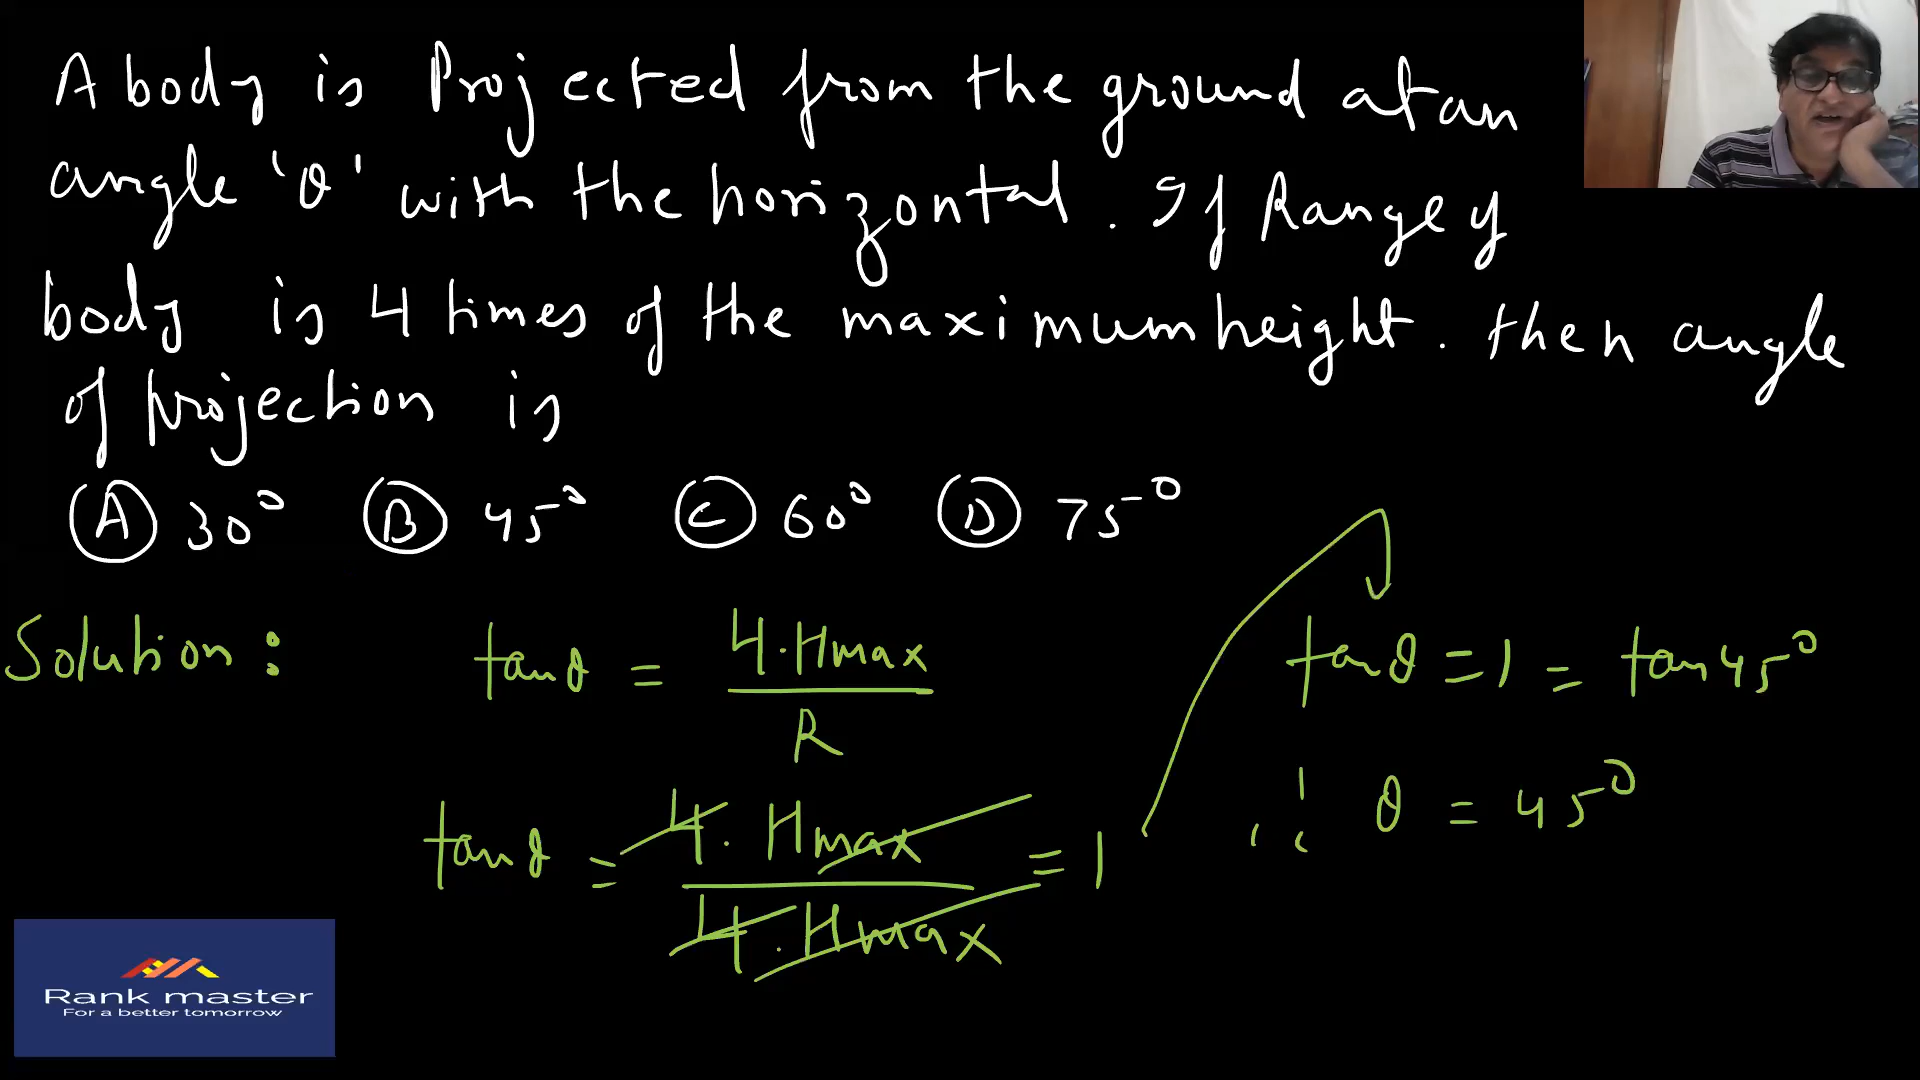 A body is Projected from the ground at an
angle 'θ' with the horizontal. If Range of
body is 4 times of the maximum height. then angle
of projection is
(A) 30° (B) 45° (C) 60° (D) 75°
Solution: tanθ = 4.Hmax / R
tanθ = 4. Hmax / 4. Hmax = 1
tanθ = 1 = tan45°
∴ θ = 45°
Rank master
For a better tomorrow